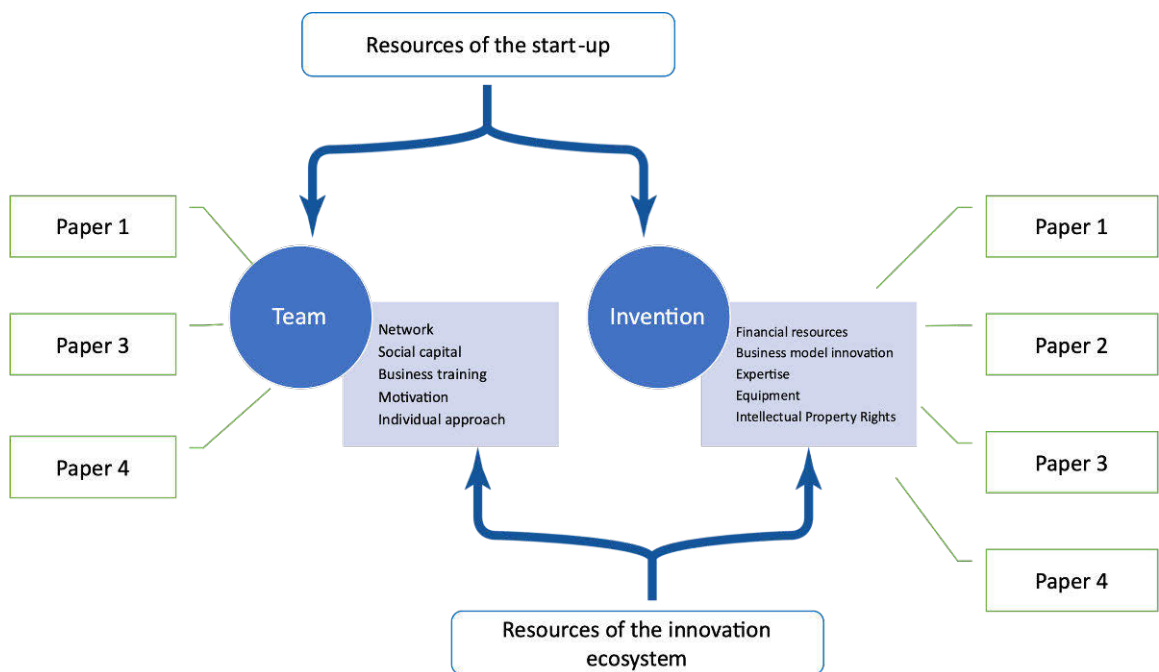 Resources of the start-up
Paper 1
Paper 3
Paper 4
Team
Network
Social capital
Business training
Motivation
Individual approach
Invention
Financial resources
Business model innovation
Expertise
Equipment
Intellectual Property Rights
Paper 1
Paper 2
Paper 3
Paper 4
Resources of the innovation
ecosystem